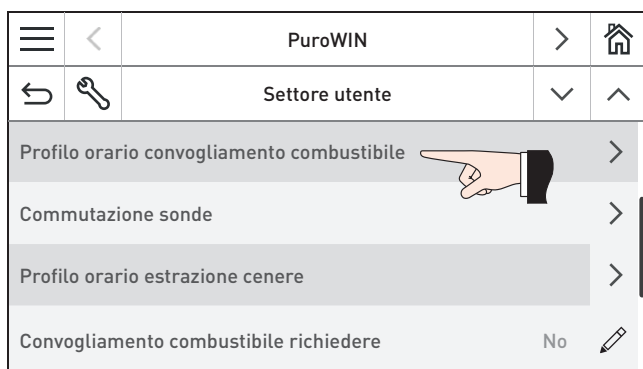 PuroWIN
Settore utente
Profilo orario convogliamento combustibile
Commutazione sonde
Profilo orario estrazione cenere
Convogliamento combustibile richiedere No